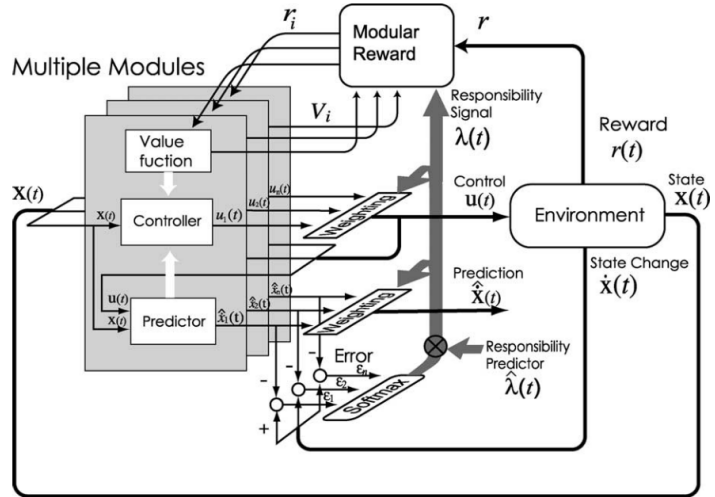 r_i
Modular
Reward
r
Multiple Modules
V_i
Responsibility
Signal
λ(t)
Reward
r(t)
Value
fuction
X(t)
x(t)
Controller
u_1(t)
u_2(t)
u_n(t)
Weighting
Control
u(t)
Environment
State
x(t)
State Change
ẋ(t)
u(t)
x(t)
Predictor
x̂̇_1(t)
x̂̇_2(t)
x̂̇_n(t)
Weighting
Prediction
x̂̇(t)
-
-
-
+
Error
ε_n
ε_2
ε_1
Softmax
Responsibility
Predictor
λ̂(t)